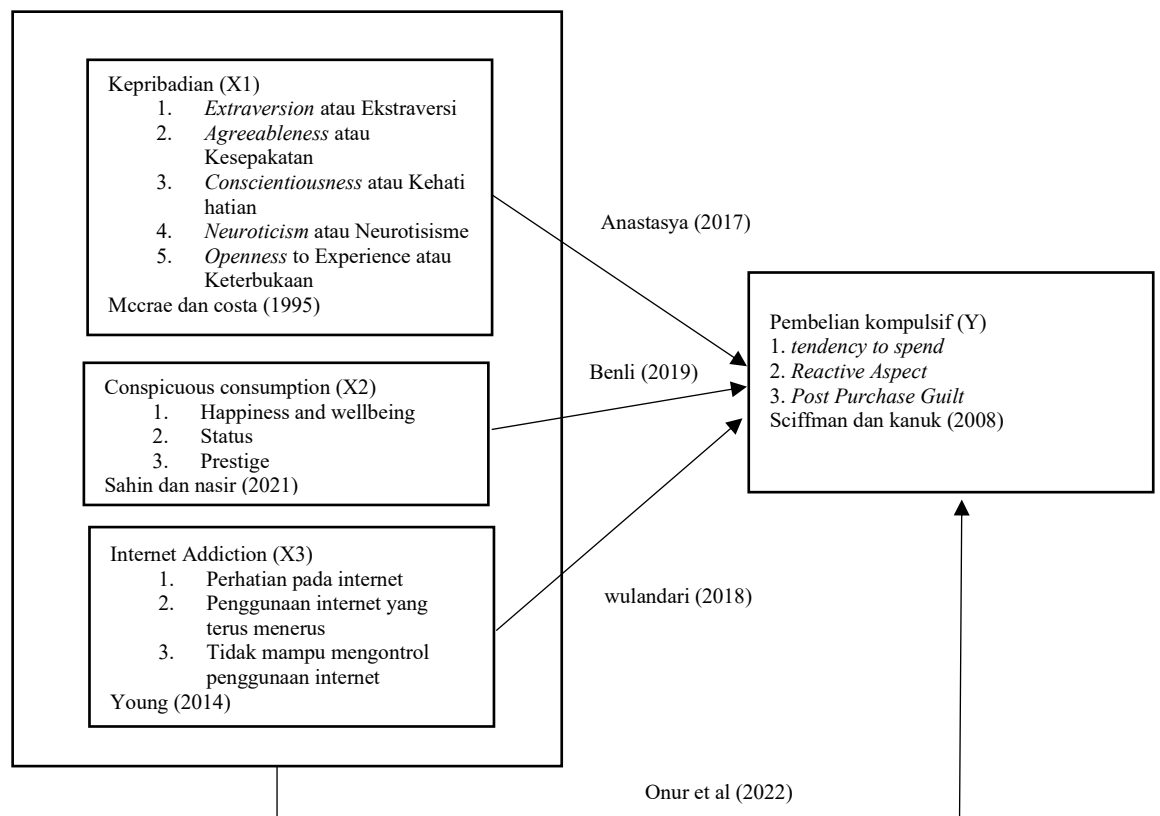 Kepribadian (X1)
1. Extraversion atau Ekstraversi
2. Agreeableness atau
Kesepakatan
3. Conscientiousness atau Kehati
hatian
4. Neuroticism atau Neurotisisme
5. Openness to Experience atau
Keterbukaan
Mccrae dan costa (1995)
Anastasya (2017)
Conspicuous consumption (X2)
1. Happiness and wellbeing
2. Status
3. Prestige
Sahin dan nasir (2021)
Benli (2019)
Internet Addiction (X3)
1. Perhatian pada internet
2. Penggunaan internet yang
terus menerus
3. Tidak mampu mengontrol
penggunaan internet
Young (2014)
wulandari (2018)
Pembelian kompulsif (Y)
1. tendency to spend
2. Reactive Aspect
3. Post Purchase Guilt
Sciffman dan kanuk (2008)
Onur et al (2022)